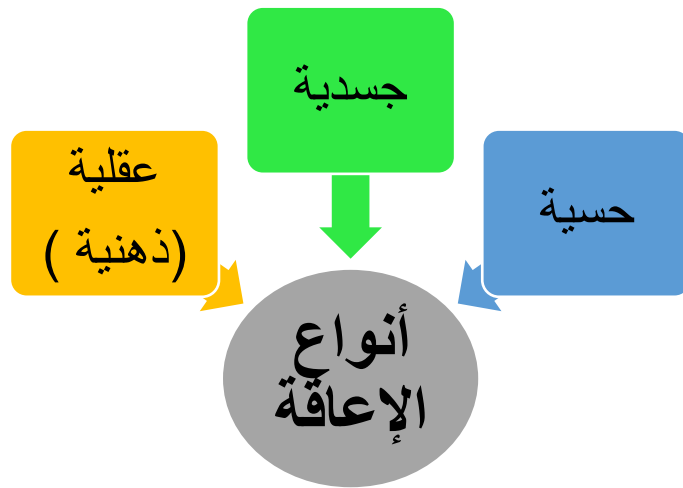 جسدية
حسية
عقلية
(ذهنية )
أنواع
الإعاقة